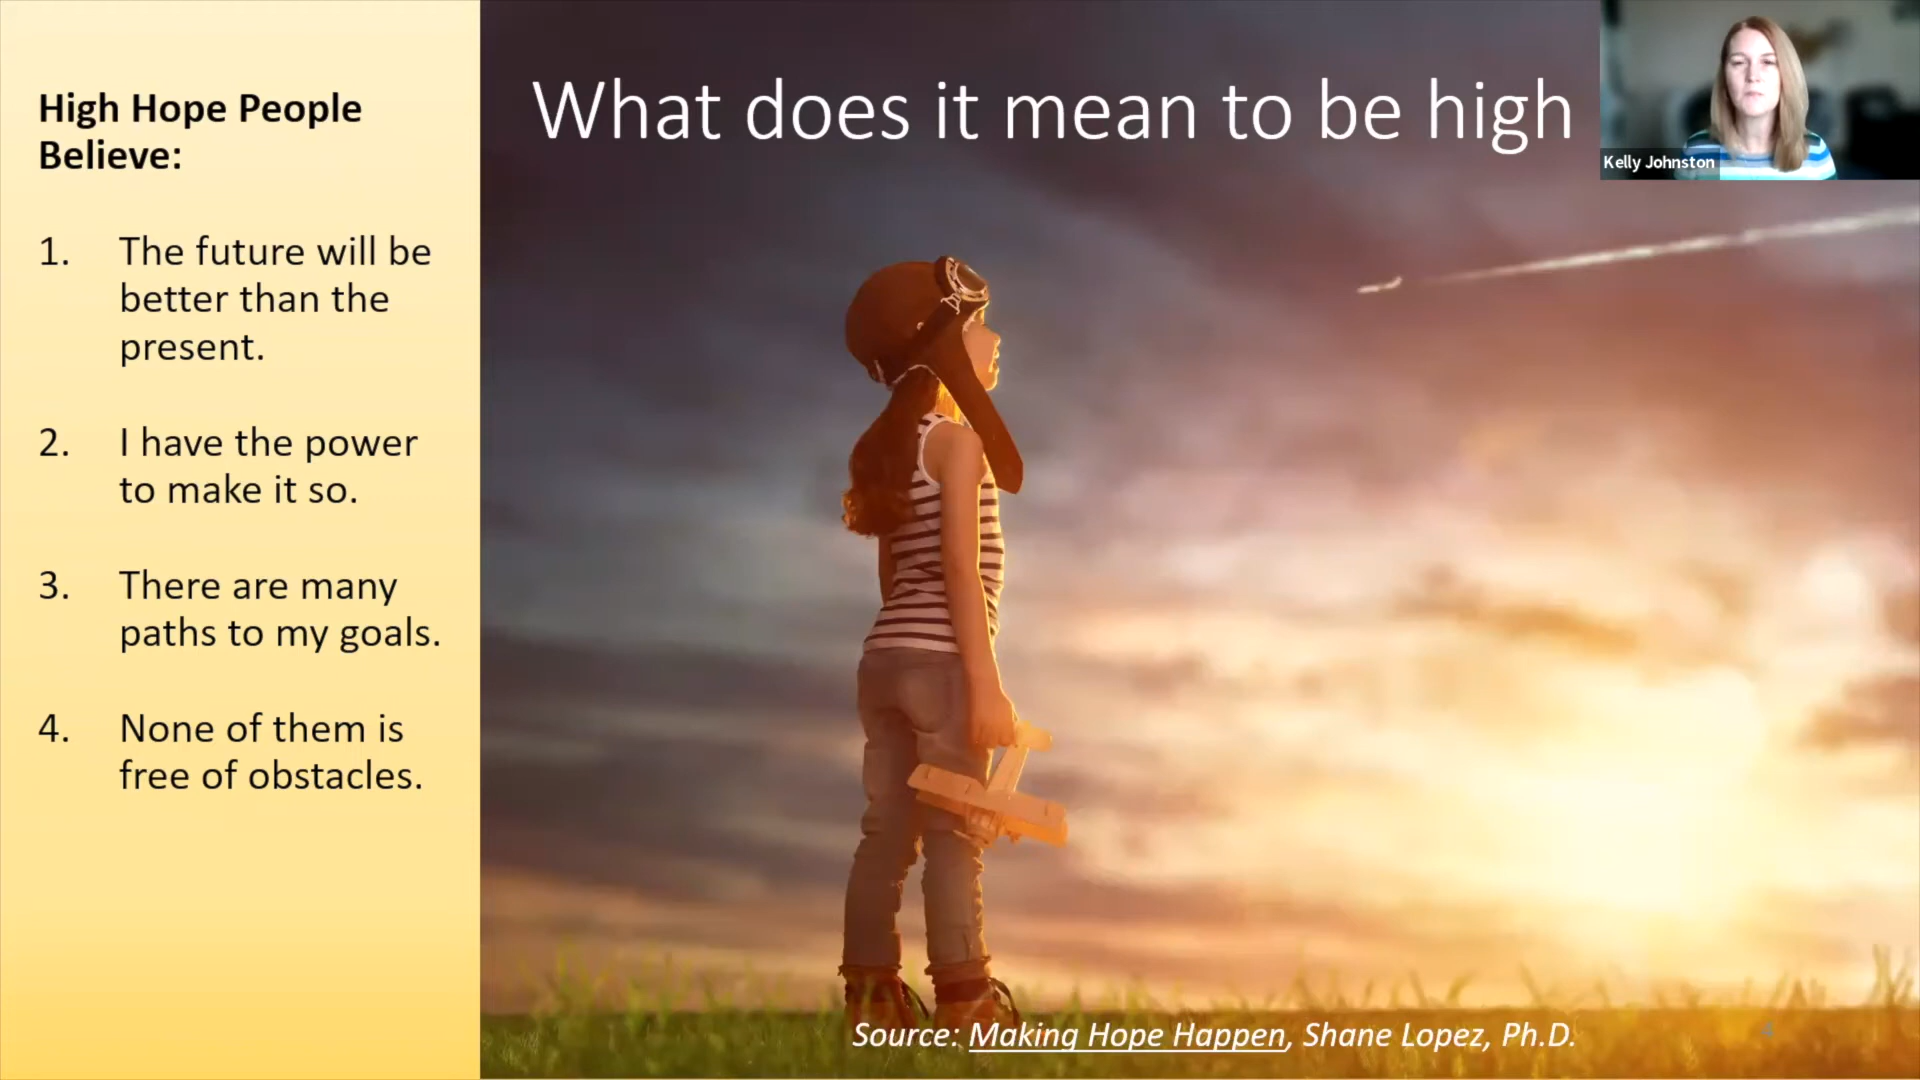 High Hope People
Believe:
1. The future will be
better than the
present.
2. I have the power
to make it so.
3. There are many
paths to my goals.
4. None of them is
free of obstacles.
What does it mean to be high
Kelly Johnston
Source: Making Hope Happen, Shane Lopez, Ph.D.
4